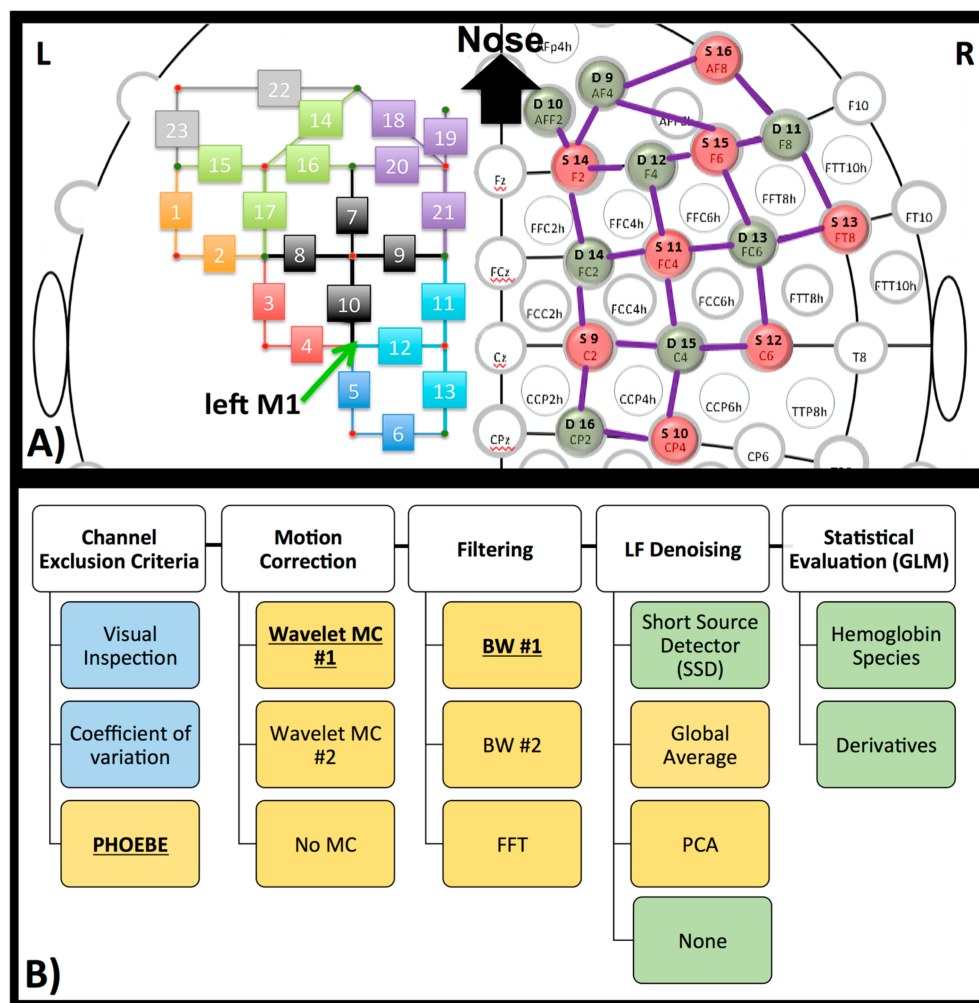 L
Nose
R
AFp4h
S 16
AF8
D 9
AF4
22
D 10
AFF2
F10
14
18
23
19
D 11
F8
S 15
F6
15
16
20
S 14
F2
D 12
F4
FTT10h
Fz
1
17
7
21
FFT8h
FFC2h
FFC4h
FFC6h
S 13
FT8
FT10
2
8
9
D 14
FC2
S 11
FC4
D 13
FC6
FCz
3
10
11
FCC2h
FCC4h
FCC6h
FTT8h
FTT10h
4
12
Cz
S 9
C2
D 15
C4
S 12
C6
T8
left M1
5
13
CCP2h
CCP4h
CCP6h
TTP8h
6
CPz
D 16
CP2
S 10
CP4
CP6
A)
Channel
Exclusion Criteria
Motion
Correction
Filtering
LF Denoising
Statistical
Evaluation (GLM)
Visual
Inspection
Wavelet MC
#1
BW #1
Short Source
Detector
(SSD)
Hemoglobin
Species
Coefficient of
variation
Wavelet MC
#2
BW #2
Global
Average
Derivatives
PHOEBE
No MC
FFT
PCA
None
B)